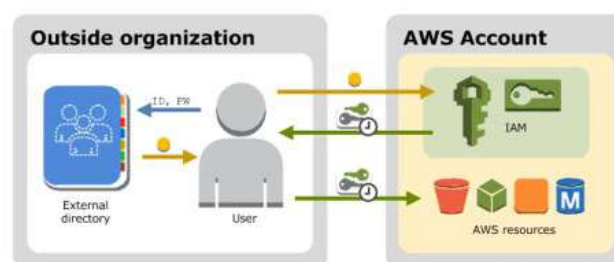 Outside organization
AWS Account
ID, PW
External
directory
User
IAM
M
AWS resources